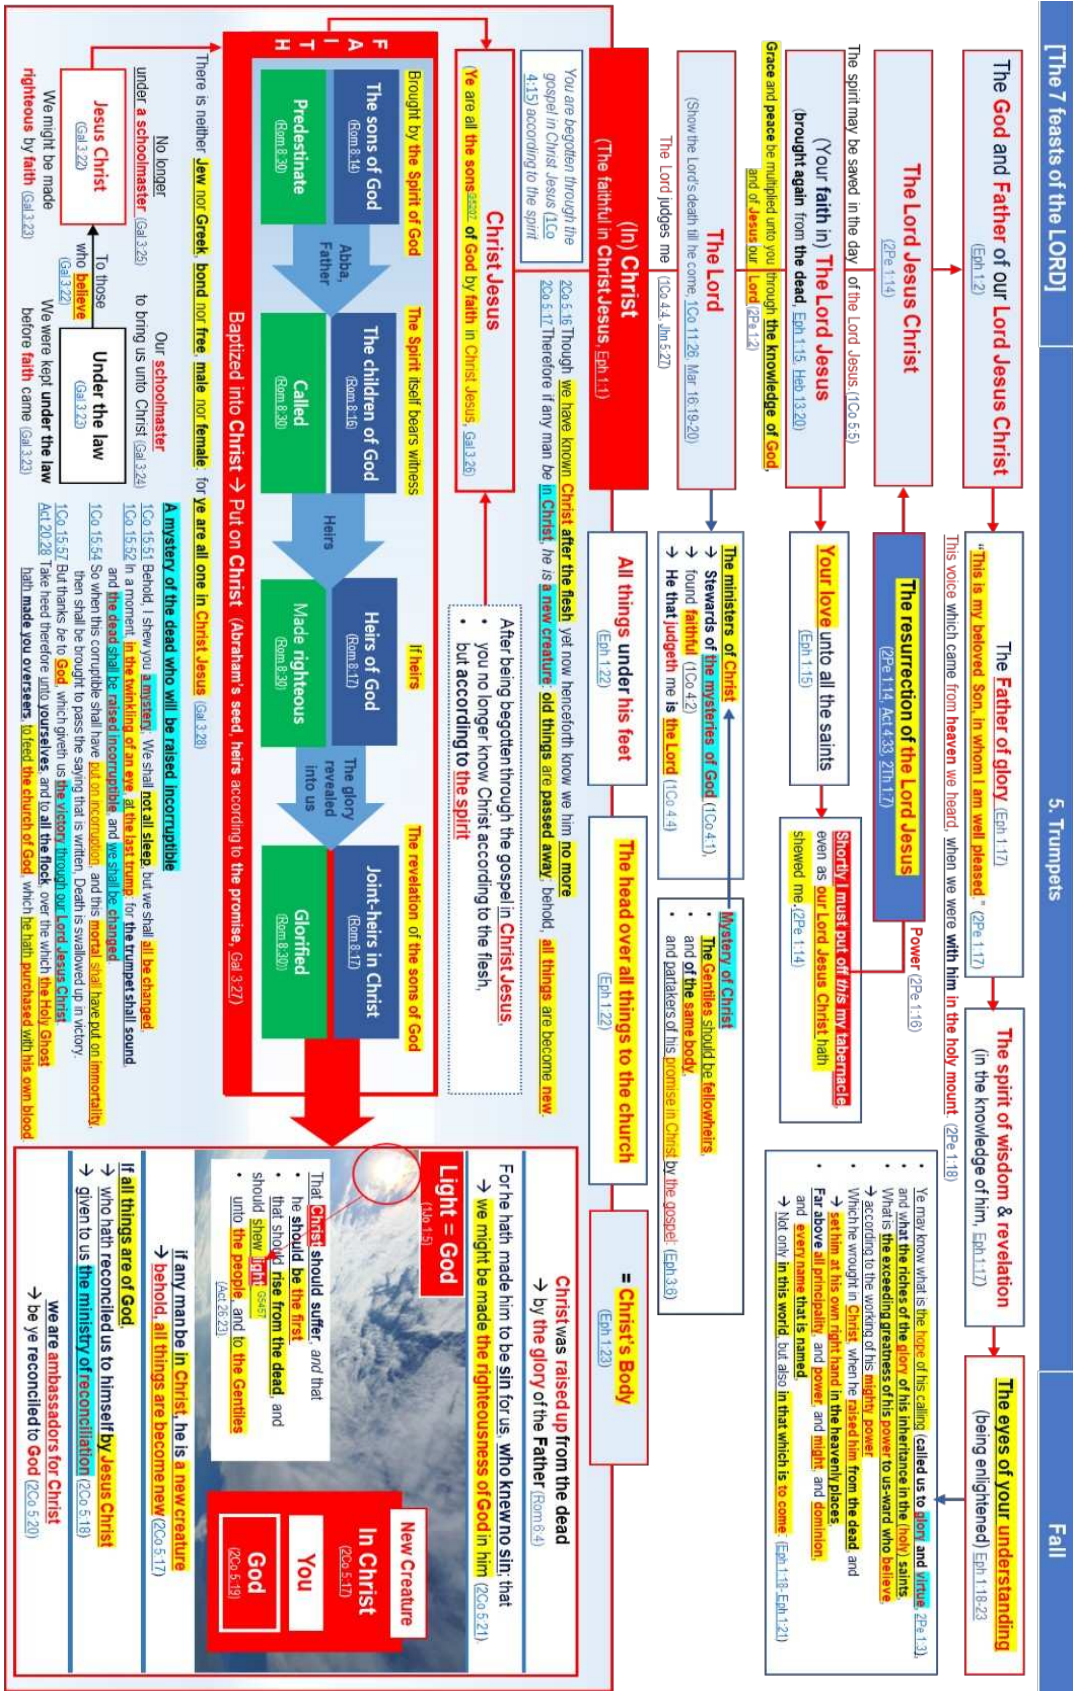 [The 7 feasts of the LORD]
5. Trumpets
Fall
The God and Father of our Lord Jesus Christ
(Eph 1:2)
The Father of glory (Eph 1:17)
"This is my beloved Son, in whom I am well pleased." (2Pe 1:17)
The spirit of wisdom & revelation
(in the knowledge of him, Eph 1:17)
The eyes of your understanding
(being enlightened) Eph 1:18-23
This voice which came from heaven we heard, when we were with him in the holy mount. (2Pe 1:18)
The Lord Jesus Christ
(2Pe 1:14)
The resurrection of the Lord Jesus
(2Pe 1:14, Act 4:33, 2Th 1:7)
Power (2Pe 1:16)
The spirit may be saved in the day of the Lord Jesus (1Co 5:5)
Shortly I must put off this my tabernacle,
even as our Lord Jesus Christ hath
shewed me. (2Pe 1:14)
• Ye may know what is the hope of his calling (called us to glory and virtue, 2Pe 1:3),
and what the riches of the glory of his inheritance in the (holy) saints,
• What is the exceeding greatness of his power to us-ward who believe,
→ according to the working of his mighty power
• Which he wrought in Christ, when he raised him from the dead, and
→ set him at his own right hand in the heavenly places,
• Far above all principality, and power, and might, and dominion,
and every name that is named,
→ Not only in this world, but also in that which is to come. (Eph 1:18-Eph 1:21)
(Your faith in) The Lord Jesus
(brought again from the dead, Eph 1:15 Heb 13:20)
Your love unto all the saints
(Eph 1:15)
Grace and peace be multiplied unto you through the knowledge of God,
and of Jesus our Lord (2Pe 1:2)
The Lord
(Show the Lord's death till he come, 1Co 11:26, Mar 16:19-20)
The ministers of Christ
→ Stewards of the mysteries of God (1Co 4:1),
→ found faithful (1Co 4:2)
→ He that judgeth me is the Lord (1Co 4:4)
Mystery of Christ
• The Gentiles should be fellowheirs,
• and of the same body,
• and partakers of his promise in Christ by the gospel: (Eph 3:6)
The Lord judges me (1Co 4:4, Jhn 5:27)
(In) Christ
(The faithful in Christ Jesus, Eph 1:1)
All things under his feet
(Eph 1:22)
The head over all things to the church
(Eph 1:22)
= Christ's Body
(Eph 1:23)
You are begotten through the
gospel in Christ Jesus (1Co
4:15) according to the spirit
2Co 5:16 Though we have known Christ after the flesh, yet now henceforth know we him no more
2Co 5:17 Therefore if any man be in Christ, he is a new creature: old things are passed away; behold, all things are become new.
Christ Jesus
(Ye are all the sons G5207 of God by faith in Christ Jesus, Gal 3:26)
After being begotten through the gospel in Christ Jesus,
• you no longer know Christ according to the flesh,
• but according to the spirit
FAITH
Brought by the Spirit of God
The Spirit itself bears witness
If heirs
The revelation of the sons of God
The sons of God
(Rom 8:14)
Predestinate
(Rom 8:30)
Abba,
Father
The children of God
(Rom 8:16)
Called
(Rom 8:30)
Heirs
Heirs of God
(Rom 8:17)
Made righteous
(Rom 8:30)
The glory
revealed
into us
Joint-heirs in Christ
(Rom 8:17)
Glorified
(Rom 8:30))
Baptized into Christ → Put on Christ (Abraham's seed, heirs according to the promise, Gal 3:27)
There is neither Jew nor Greek, bond nor free, male nor female: for ye are all one in Christ Jesus (Gal 3:28)
No longer
under a schoolmaster (Gal 3:25)
Our schoolmaster
to bring us unto Christ (Gal 3:24)
Jesus Christ
(Gal 3:22)
To those
who believe
(Gal 3:22)
Under the law
(Gal 3:23)
We might be made
righteous by faith (Gal 3:23)
We were kept under the law
before faith came (Gal 3:23)
A mystery of the dead who will be raised incorruptible
1Co 15:51 Behold, I shew you a mystery; We shall not all sleep, but we shall all be changed,
1Co 15:52 In a moment, in the twinkling of an eye, at the last trump: for the trumpet shall sound,
and the dead shall be raised incorruptible, and we shall be changed
1Co 15:54 So when this corruptible shall have put on incorruption, and this mortal shall have put on immortality,
then shall be brought to pass the saying that is written, Death is swallowed up in victory.
1Co 15:57 But thanks be to God, which giveth us the victory through our Lord Jesus Christ.
Act 20:28 Take heed therefore unto yourselves, and to all the flock, over the which the Holy Ghost
hath made you overseers, to feed the church of God, which he hath purchased with his own blood
Christ was raised up from the dead
→ by the glory of the Father (Rom 6:4)
For he hath made him to be sin for us, who knew no sin; that
→ we might be made the righteousness of God in him (2Co 5:21).
Light = God
(1Jo 1:5)
That Christ should suffer, and that
• he should be the first
• that should rise from the dead, and
should shew light G5457
• unto the people, and to the Gentiles
(Act 26:23)
New Creature
In Christ
(2Co 5:17)
You
God
(2Co 5:19)
if any man be in Christ, he is a new creature
→ behold, all things are become new (2Co 5:17)
If all things are of God,
→ who hath reconciled us to himself by Jesus Christ
→ given to us the ministry of reconciliation (2Co 5:18)
we are ambassadors for Christ
→ be ye reconciled to God (2Co 5:20)